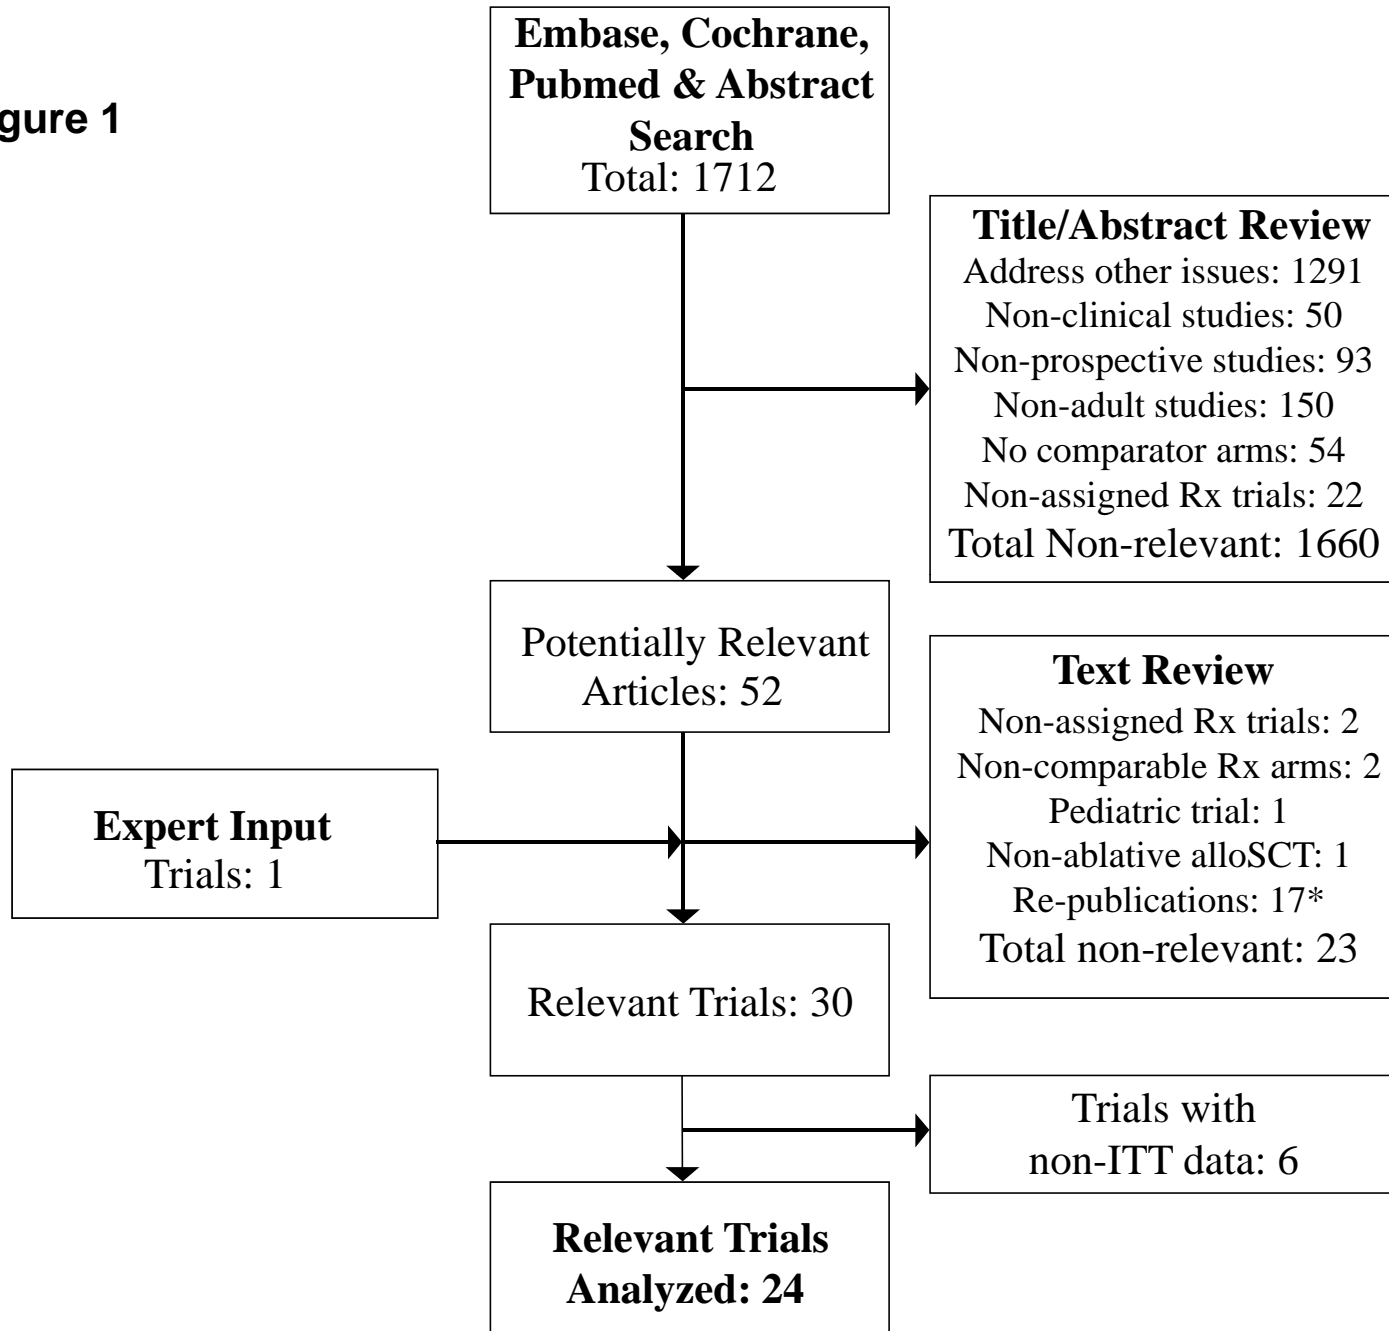 gure 1
Embase, Cochrane,
Pubmed & Abstract
Search
Total: 1712
Title/Abstract Review
Address other issues: 1291
Non-clinical studies: 50
Non-prospective studies: 93
Non-adult studies: 150
No comparator arms: 54
Non-assigned Rx trials: 22
Total Non-relevant: 1660
Potentially Relevant
Articles: 52
Text Review
Non-assigned Rx trials: 2
Non-comparable Rx arms: 2
Pediatric trial: 1
Non-ablative alloSCT: 1
Re-publications: 17*
Total non-relevant: 23
Expert Input
Trials: 1
Relevant Trials: 30
Trials with
non-ITT data: 6
Relevant Trials
Analyzed: 24